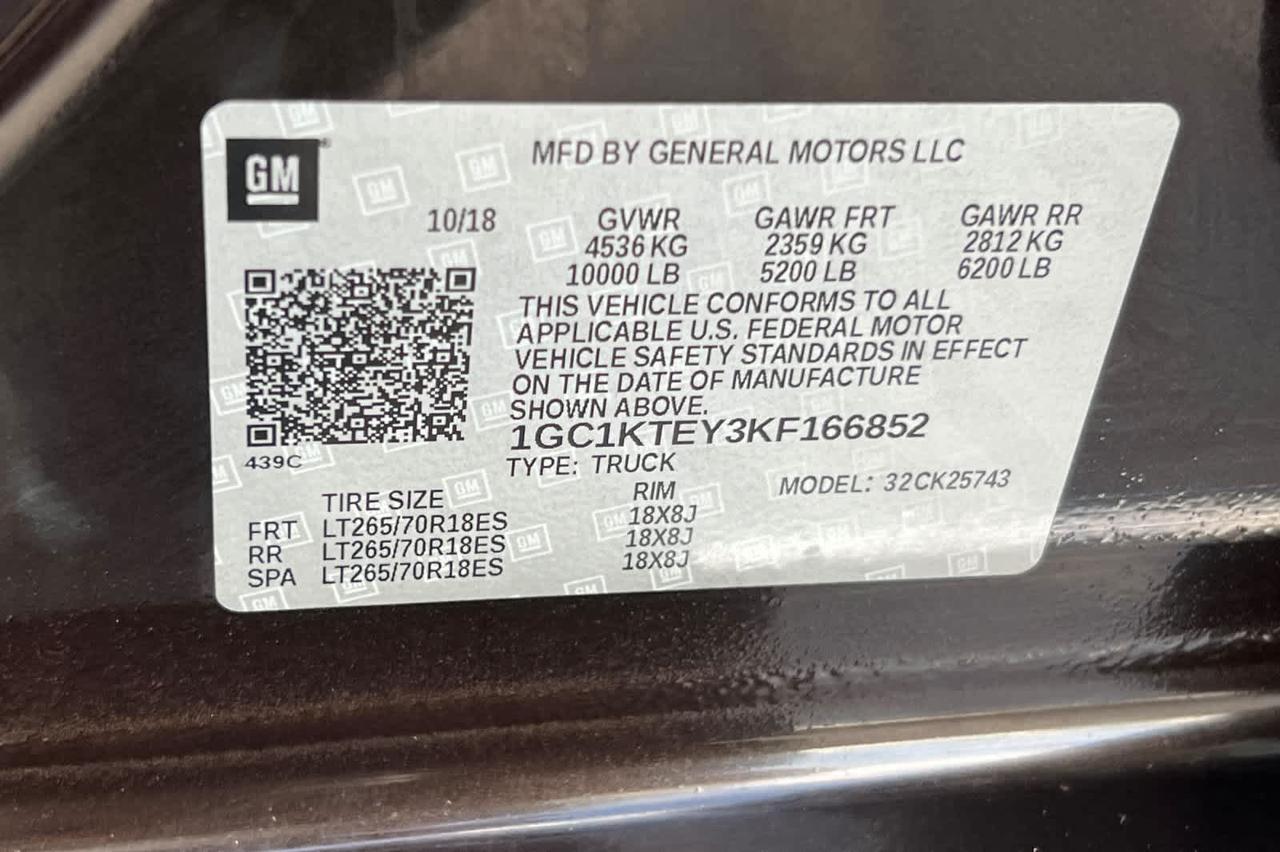 GM
MFD BY GENERAL MOTORS LLC
10/18 GVWR GAWR FRT GAWR RR
4536 KG 2359 KG 2812 KG
10000 LB 5200 LB 6200 LB
THIS VEHICLE CONFORMS TO ALL
APPLICABLE U.S. FEDERAL MOTOR
VEHICLE SAFETY STANDARDS IN EFFECT
ON THE DATE OF MANUFACTURE
SHOWN ABOVE.
1GC1KTEY3KF166852
439C
TYPE: TRUCK
MODEL: 32CK25743
TIRE SIZE RIM
FRT LT265/70R18ES 18X8J
RR LT265/70R18ES 18X8J
SPA LT265/70R18ES 18X8J